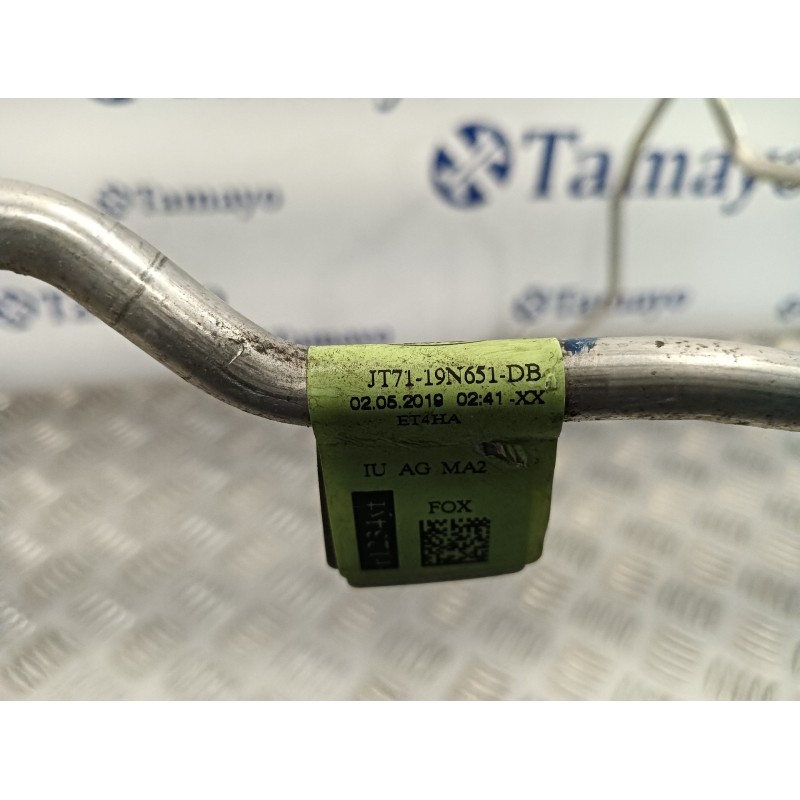 Tamayo
Tamayo
Tamayo
JT71-19N651-DB
02.05.2019 02:41 -XX
ET4HA
IU AG MA2
FOX